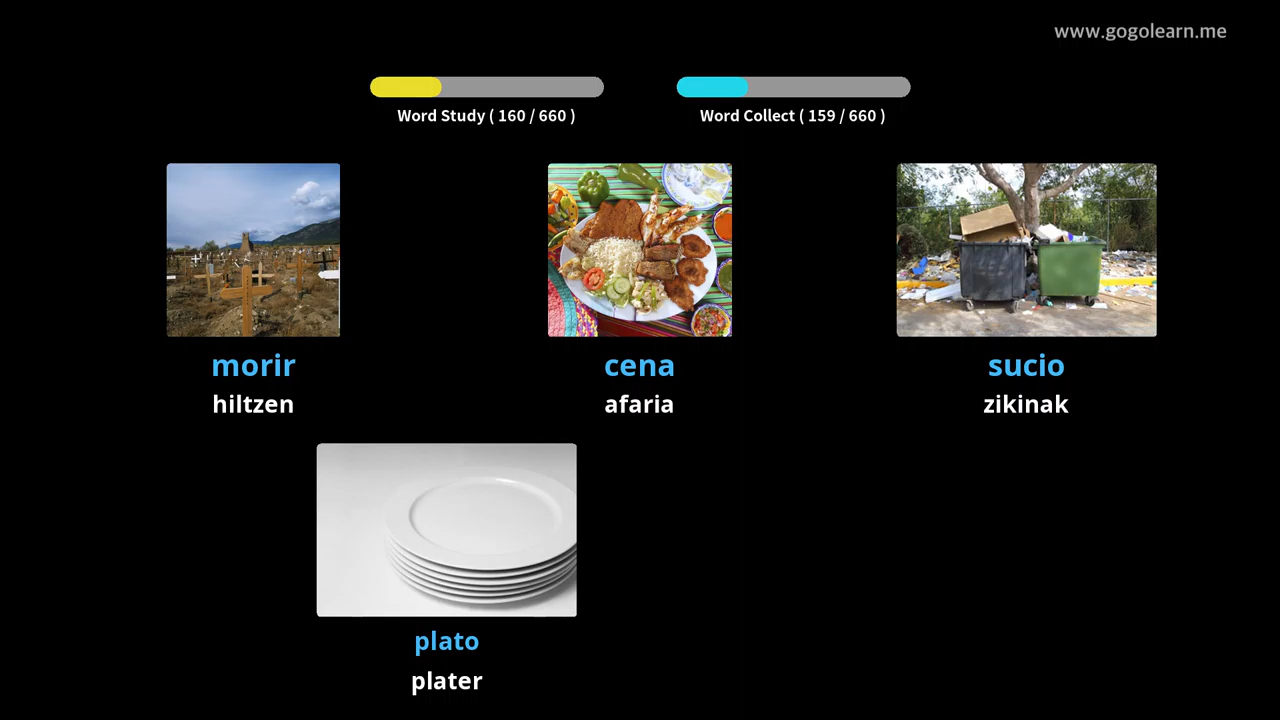 www.gogolearn.me
Word Study ( 160 / 660 )
Word Collect ( 159 / 660 )
morir
hiltzen
cena
afaria
sucio
zikinak
plato
plater